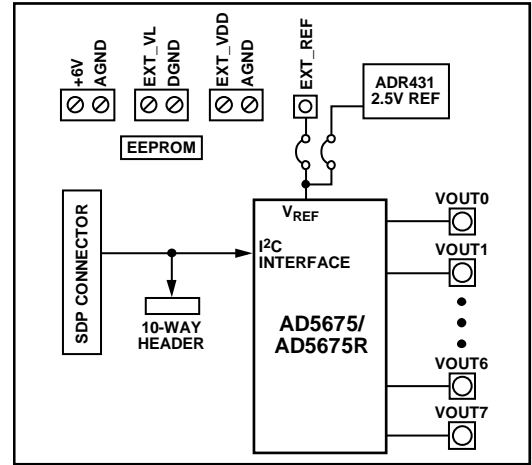 +6V
AGND
EXT_VL
DGND
EXT_VDD
AGND
EXT_REF
ADR431
2.5V REF
EEPROM
VREF
I2C
INTERFACE
SDP CONNECTOR
10-WAY
HEADER
AD5675/
AD5675R
VOUT0
VOUT1
VOUT6
VOUT7